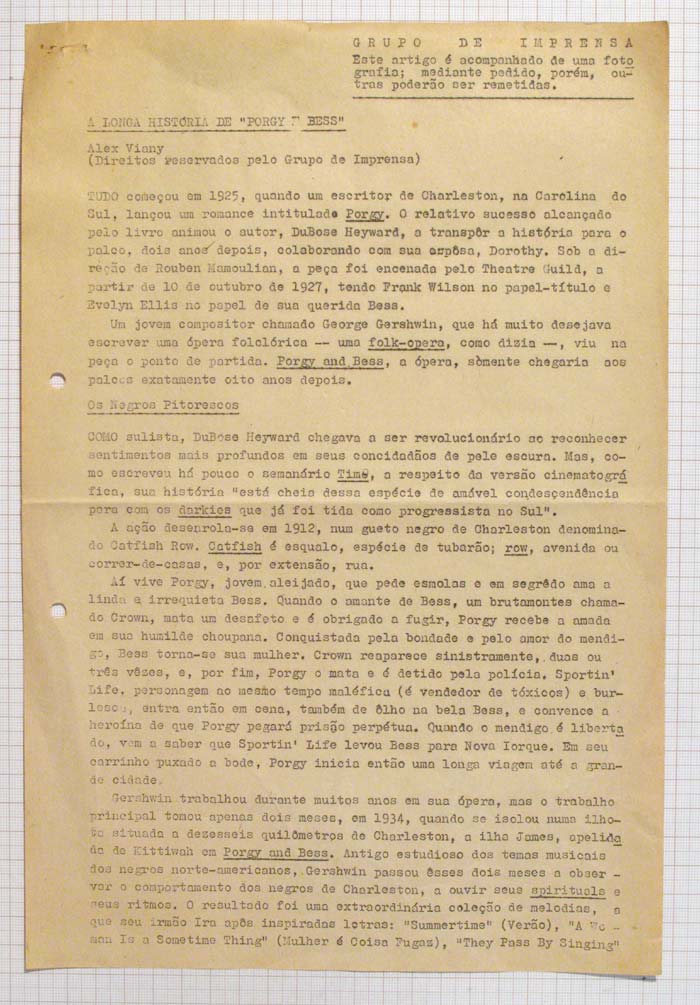 GRUPO DE IMPRENSA
Este artigo é acompanhado de uma foto
grafia; mediante pedido, porém, ou-
tras poderão ser remetidas.
A LONGA HISTÓRIA DE "PORGY E BESS"
Alex Viany
(Direitos reservados pelo Grupo de Imprensa)
TUDO começou em 1925, quando um escritor de Charleston, na Carolina do
Sul, lançou um romance intitulado Porgy. O relativo sucesso alcançado
pelo livro animou o autor, DuBose Heyward, a transpôr a história para o
palco, dois anos depois, colaborando com sua espôsa, Dorothy. Sob a di-
reção de Rouben Mamoulian, a peça foi encenada pelo Theatre Guild, a
partir de 10 de outubro de 1927, tendo Frank Wilson no papel-título e
Evelyn Ellis no papel de sua querida Bess.
Um jovem compositor chamado George Gershwin, que há muito desejava
escrever uma ópera folclórica -- uma folk-opera, como dizia --, viu na
peça o ponto de partida. Porgy and Bess, a ópera, sòmente chegaria aos
palcos exatamente oito anos depois.
Os Negros Pitorescos
COMO sulista, DuBose Heyward chegava a ser revolucionário ao reconhecer
sentimentos mais profundos em seus concidadãos de pele escura. Mas, co-
mo escreveu há pouco o semanário Time, a respeito da versão cinematográ
fica, sua história "está cheia dessa espécie de amável condescendência
para com os darkies que já foi tida como progressista no Sul".
A ação desenrola-se em 1912, num gueto negro de Charleston denomina-
do Catfish Row. Catfish é esqualo, espécie de tubarão; row, avenida ou
correr-de-casas, e, por extensão, rua.
Aí vive Porgy, jovem aleijado, que pede esmolas e em segrêdo ama a
linda e irrequieta Bess. Quando o amante de Bess, um brutamontes chama-
do Crown, mata um desafeto e é obrigado a fugir, Porgy recebe a amada
em sua humilde choupana. Conquistada pela bondade e pelo amor do mendi-
go, Bess torna-se sua mulher. Crown reaparece sinistramente, duas ou
três vêzes, e, por fim, Porgy o mata e é detido pela polícia. Sportin'
Life, personagem ao mesmo tempo maléfica (é vendedor de tóxicos) e bur-
lesca, entra então em cena, também de ôlho na bela Bess, e convence a
heroína de que Porgy pegará prisão perpétua. Quando o mendigo é liberta
do, vem a saber que Sportin' Life levou Bess para Nova Iorque. Em seu
carrinho puxado a bode, Porgy inicia então uma longa viagem até a gran-
de cidade.
Gershwin trabalhou durante muitos anos em sua ópera, mas o trabalho
principal tomou apenas dois meses, em 1934, quando se isolou numa ilho-
ta situada a dezesseis quilômetros de Charleston, a ilha James, apelida
da de Kittiwah em Porgy and Bess. Antigo estudioso dos temas musicais
dos negros norte-americanos, Gershwin passou êsses dois meses a obser -
var o comportamento dos negros de Charleston, a ouvir seus spirituals e
seus ritmos. O resultado foi uma extraordinária coleção de melodias, a
que seu irmão Ira apôs inspiradas letras: "Summertime" (Verão), "A Wo -
man Is a Sometime Thing" (Mulher é Coisa Fugaz), "They Pass By Singing"